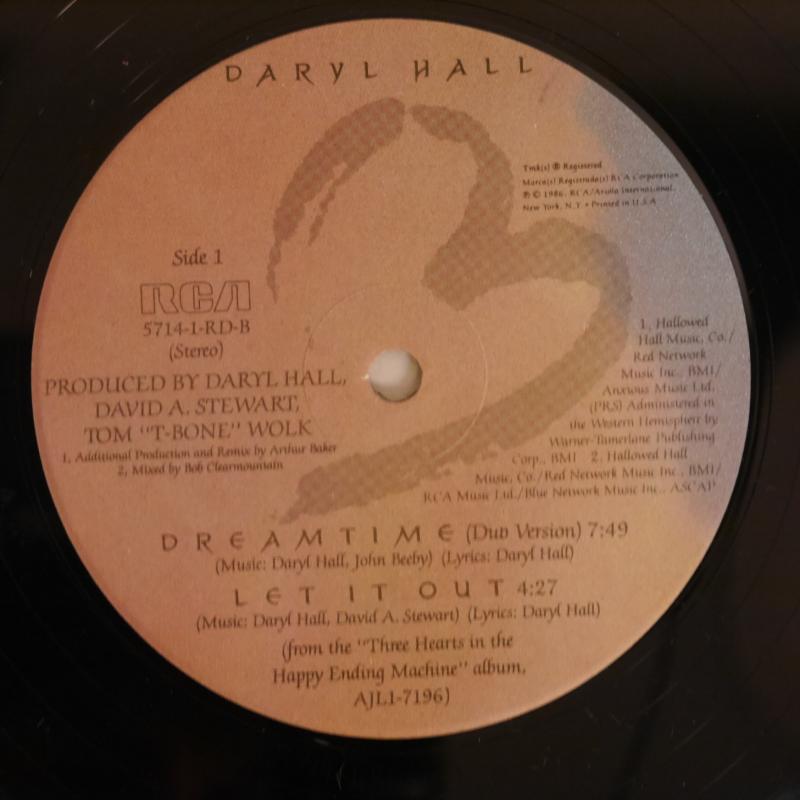 DARYL HALL
Tmk(s) ® Registered
Marca(s) Registrada(s) RCA Corporation
℗ © 1986, RCA/Ariola International,
New York, N.Y. • Printed in U.S.A
Side 1
RCA
5714-1-RD-B
(Stereo)
PRODUCED BY DARYL HALL,
DAVID A. STEWART,
TOM "T-BONE" WOLK
1, Additional Production and Remix by Arthur Baker
2, Mixed by Bob Clearmountain
1, Hallowed
Hall Music, Co./
Red Network
Music Inc., BMI/
Anxious Music Ltd.
(PRS) Administered in
the Western Hemisphere by
Warner-Tamerlane Publishing
Corp., BMI 2, Hallowed Hall
Music, Co./Red Network Music Inc., BMI/
RCA Music Ltd./Blue Network Music Inc., ASCAP
DREAMTIME (Dub Version) 7:49
(Music: Daryl Hall, John Beeby) (Lyrics: Daryl Hall)
LET IT OUT 4:27
(Music: Daryl Hall, David A. Stewart) (Lyrics: Daryl Hall)
(from the "Three Hearts in the
Happy Ending Machine" album,
AJL1-7196)